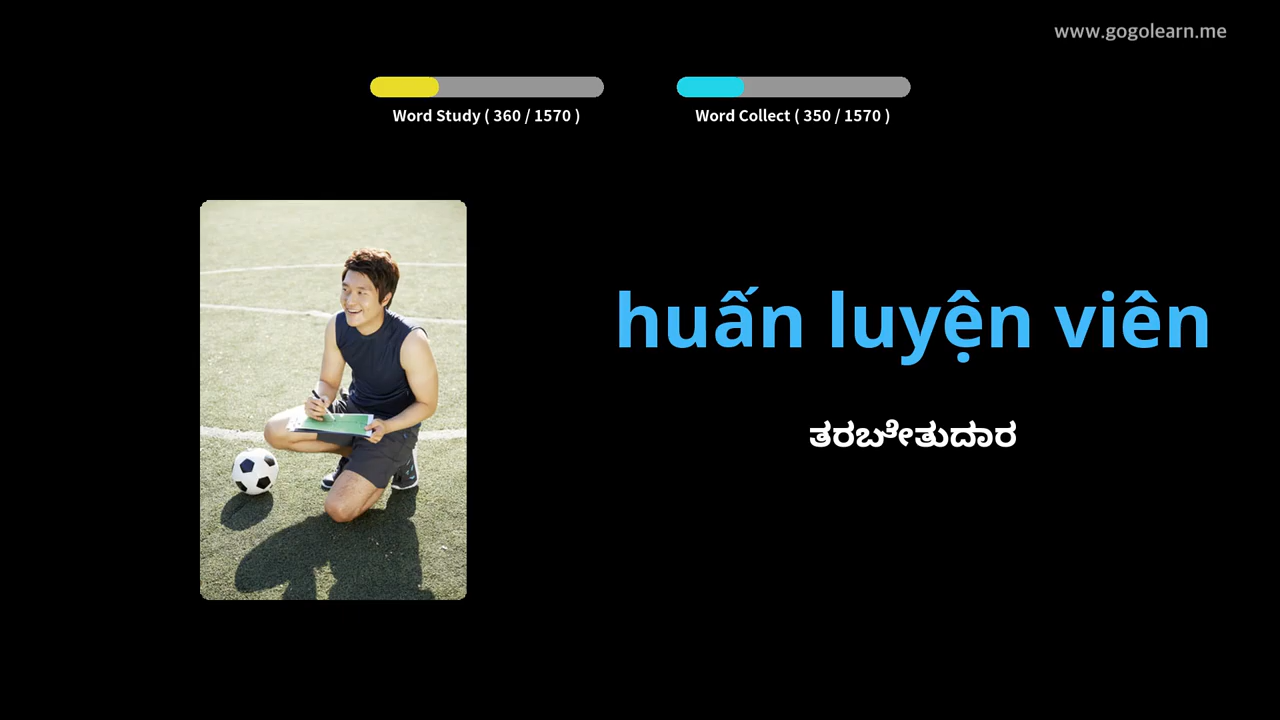 www.gogolearn.me
Word Study ( 360 / 1570 )
Word Collect ( 350 / 1570 )
huấn luyện viên
ತರಬೇತುದಾರ